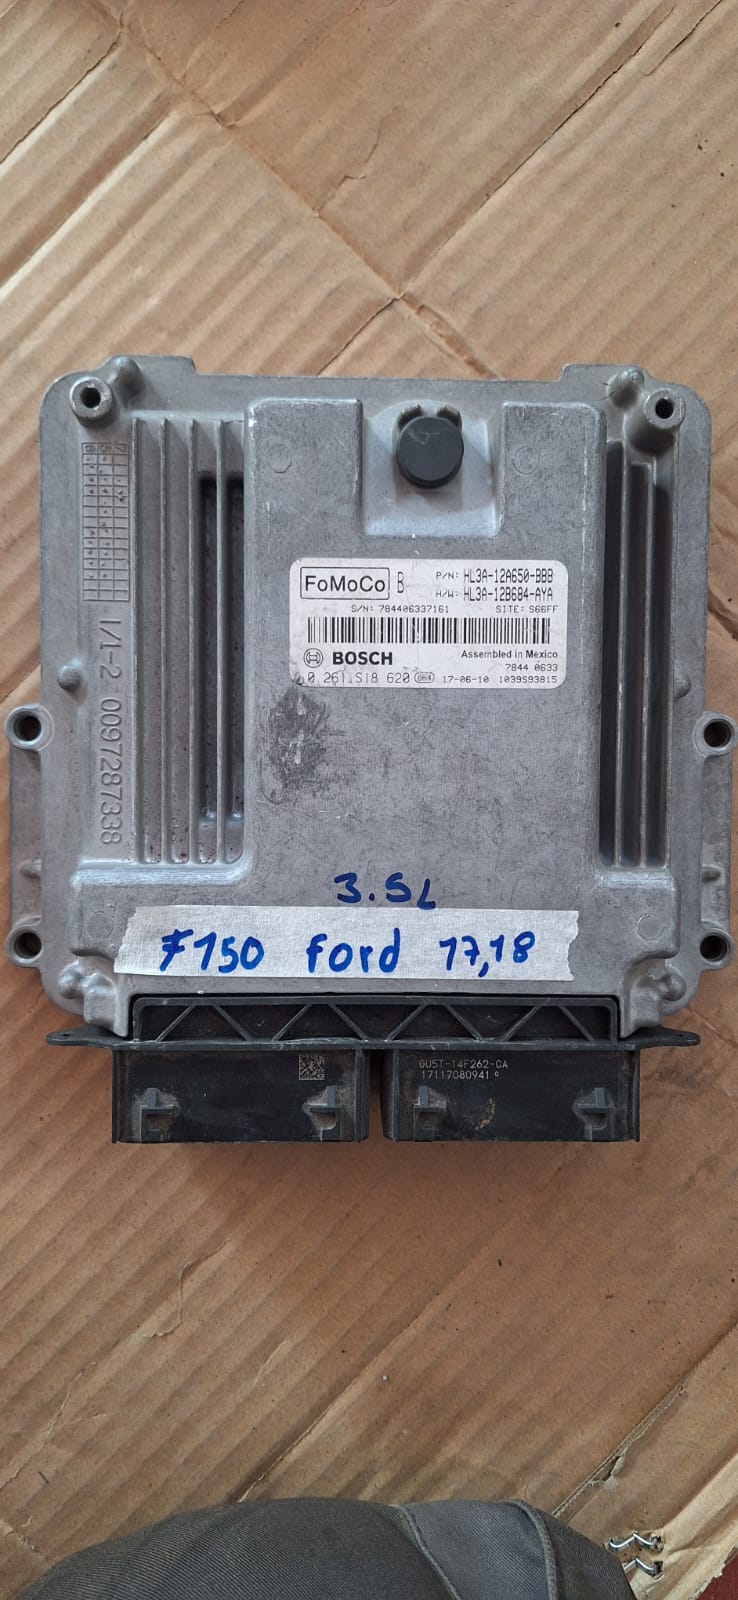 FoMoCo B P/N: HL3A-12A650-BBB
H/W: HL3A-12B684-AYA
S/N: 784406337161 SITE: S66FF
BOSCH Assembled in Mexico
7844 0633
0 261 S18 620 17-06-10 1039S93815
1/1-2 0097287338
3.5L
F150 Ford 17,18
GU5T-14F262-CA
17117080941